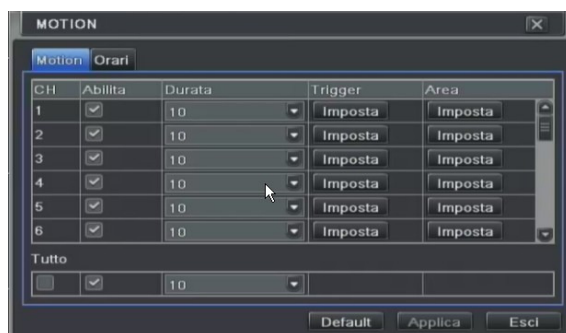 MOTION
Motion Orari
CH Abilita Durata Trigger Area
1 10 Imposta Imposta
2 10 Imposta Imposta
3 10 Imposta Imposta
4 10 Imposta Imposta
5 10 Imposta Imposta
6 10 Imposta Imposta
Tutto
10
Default Applica Esci